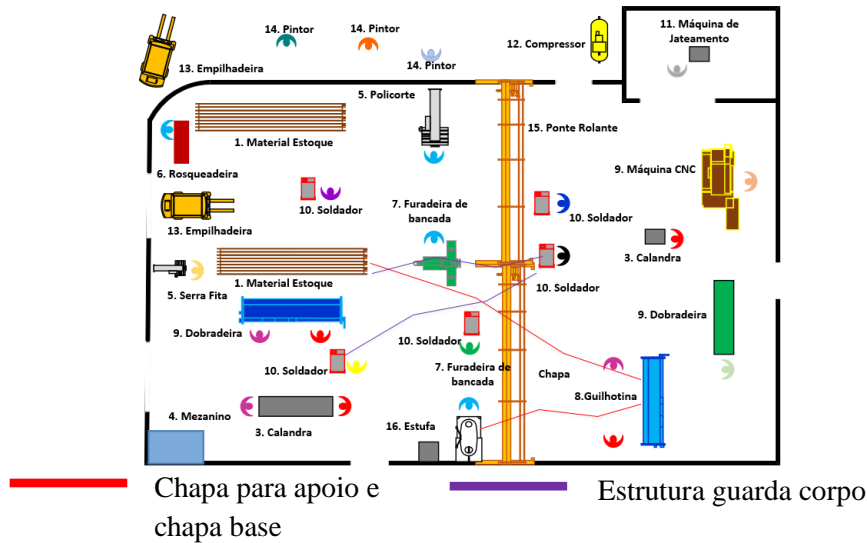 14. Pintor
14. Pintor
12. Compressor
11. Máquina de
Jateamento
13. Empilhadeira
14. Pintor
5. Policorte
15. Ponte Rolante
1. Material Estoque
6. Rosqueadeira
9. Máquina CNC
10. Soldador
7. Furadeira de
bancada
10. Soldador
13. Empilhadeira
3. Calandra
1. Material Estoque
10. Soldador
5. Serra Fita
9. Dobradeira
9. Dobradeira
10. Soldador
10. Soldador
7. Furadeira de
bancada
Chapa
8.Guilhotina
4. Mezanino
3. Calandra
16. Estufa
Chapa para apoio e
chapa base
Estrutura guarda corpo